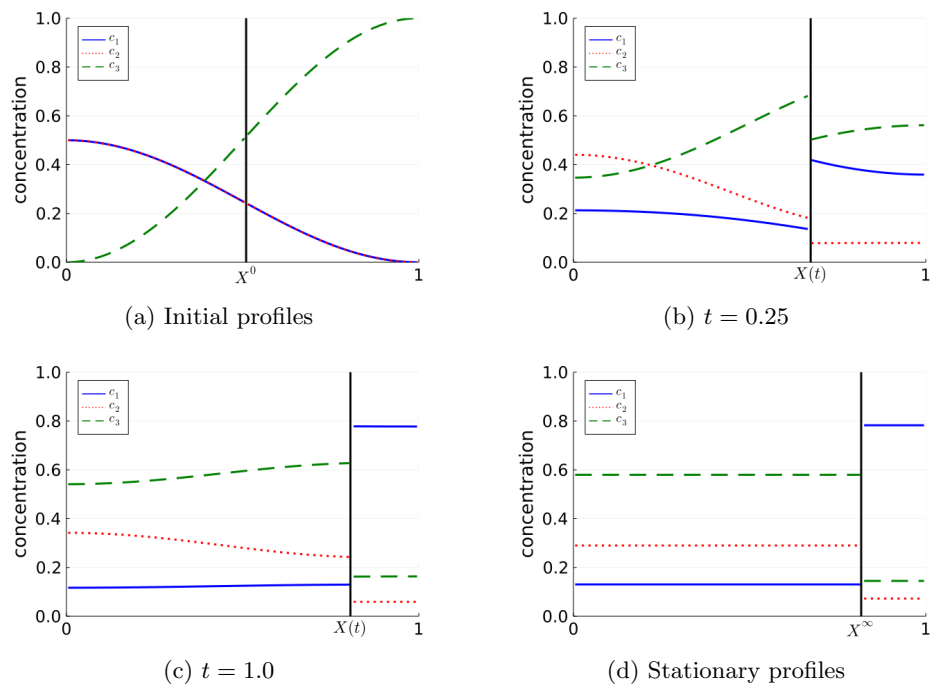 1.0
0.8
0.6
0.4
0.2
0.0
concentration
c₁
c₂
c₃
0
X⁰
1
(a) Initial profiles
1.0
0.8
0.6
0.4
0.2
0.0
concentration
c₁
c₂
c₃
0
X(t)
1
(b) t = 0.25
1.0
0.8
0.6
0.4
0.2
0.0
concentration
c₁
c₂
c₃
0
X(t)
1
(c) t = 1.0
1.0
0.8
0.6
0.4
0.2
0.0
concentration
c₁
c₂
c₃
0
X^∞
1
(d) Stationary profiles